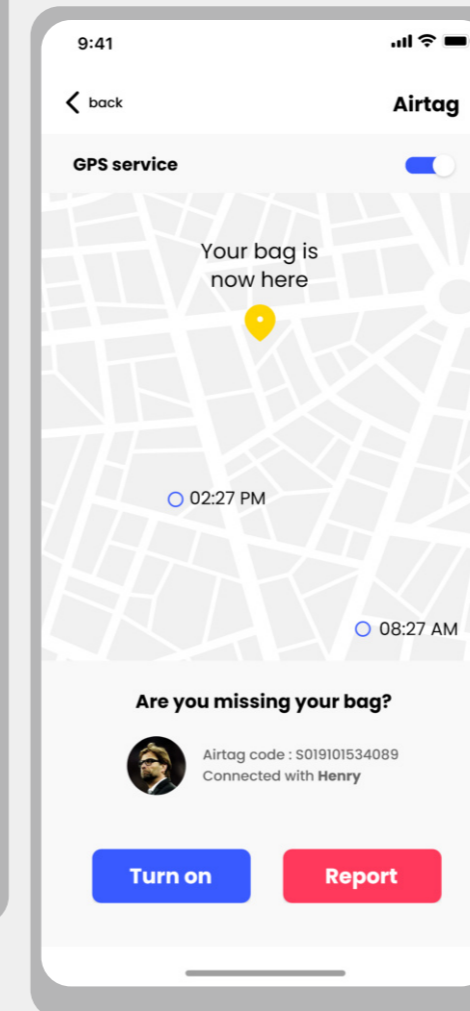 9:41
back
Airtag
GPS service
Your bag is
now here
02:27 PM
08:27 AM
Are you missing your bag?
Airtag code : S019101534089
Connected with Henry
Turn on
Report